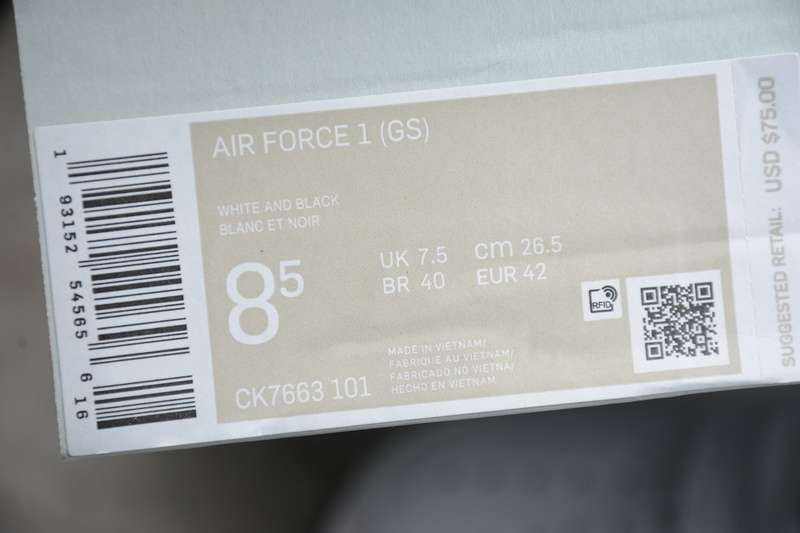 AIR FORCE 1 (GS)
WHITE AND BLACK
BLANC ET NOIR
8 5
UK 7.5 cm 26.5
BR 40 EUR 42
MADE IN VIETNAM/
FABRIQUE AU VIETNAM/
FABRICADO NO VIETNA/
HECHO EN VIETNAM
CK7663 101
RFID
1 93152 54565 6 16
SUGGESTED RETAIL: USD $75.00